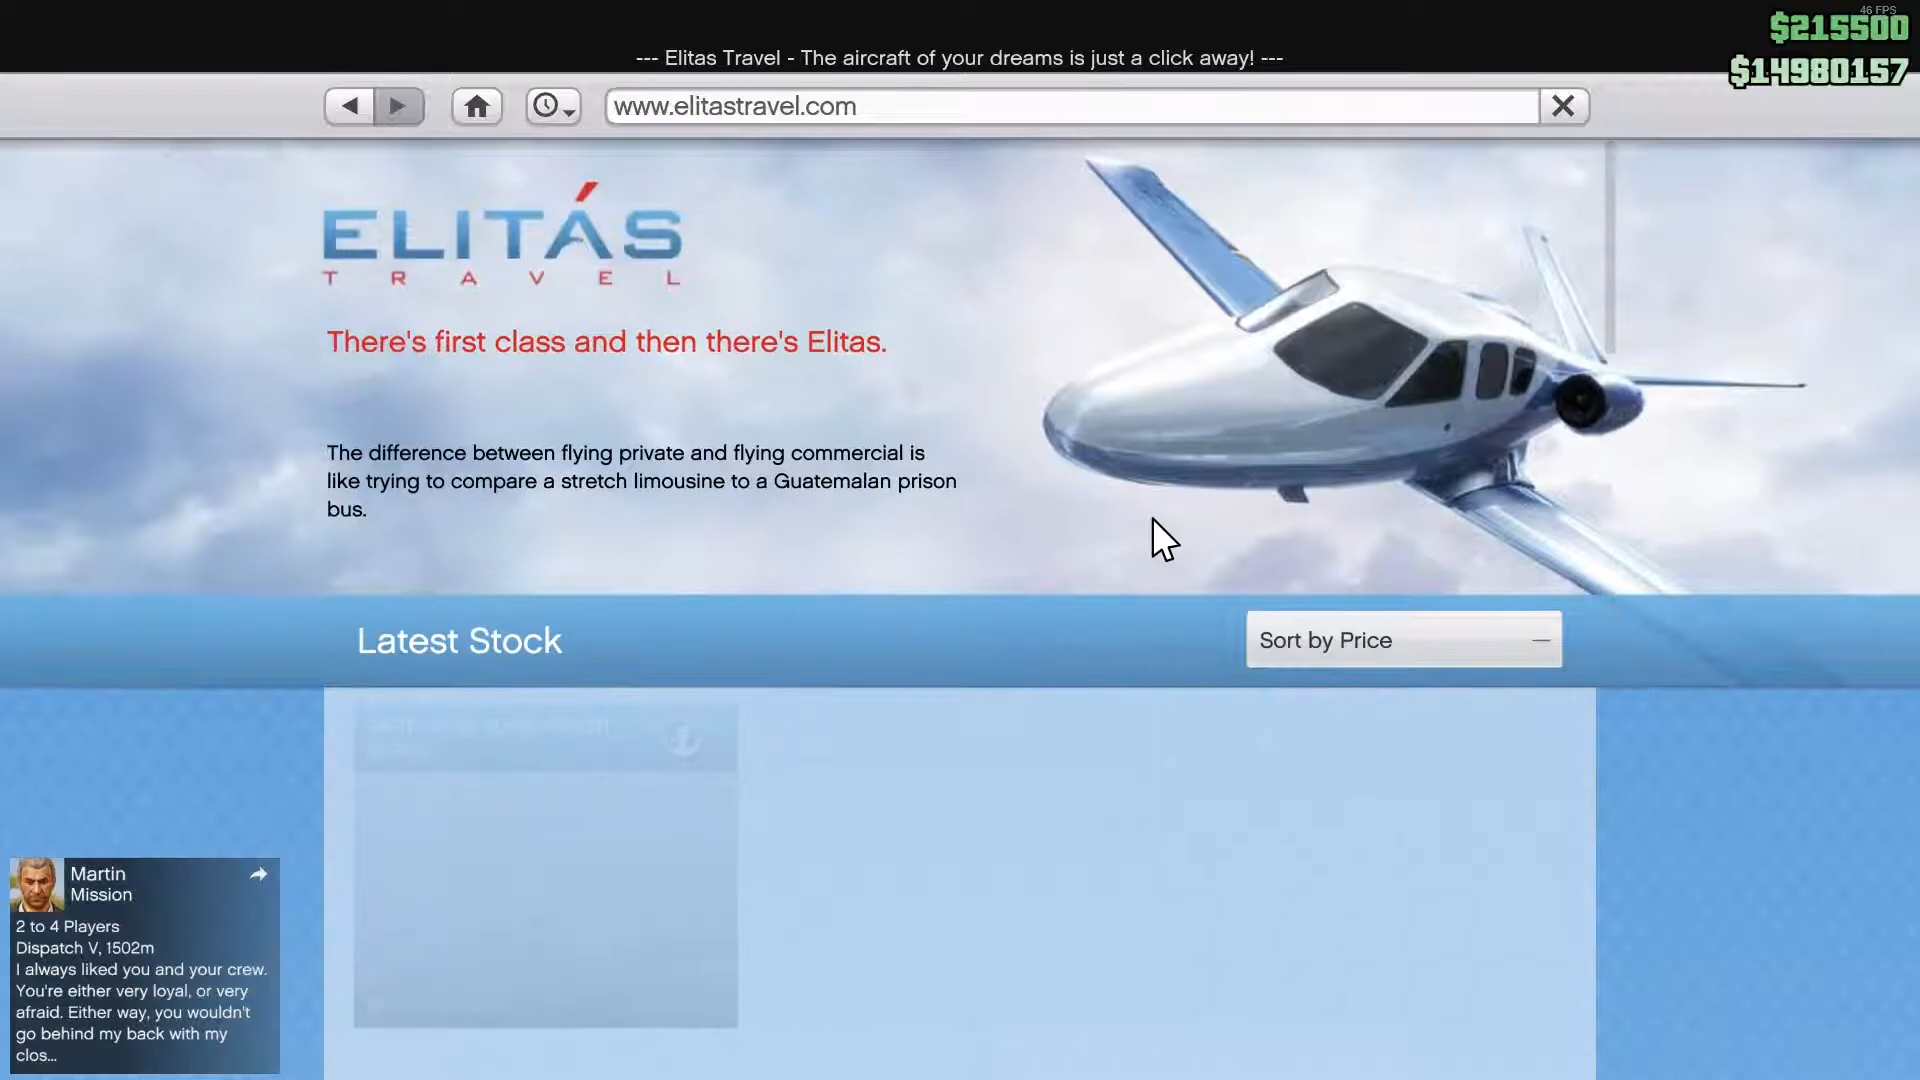 46 FPS
$215500
$14980157
--- Elitas Travel - The aircraft of your dreams is just a click away! ---
www.elitastravel.com
ELITÁS
TRAVEL
There's first class and then there's Elitas.
The difference between flying private and flying commercial is
like trying to compare a stretch limousine to a Guatemalan prison
bus.
Latest Stock
Sort by Price
Martin
Mission
2 to 4 Players
Dispatch V, 1502m
I always liked you and your crew.
You're either very loyal, or very
afraid. Either way, you wouldn't
go behind my back with my
clos...